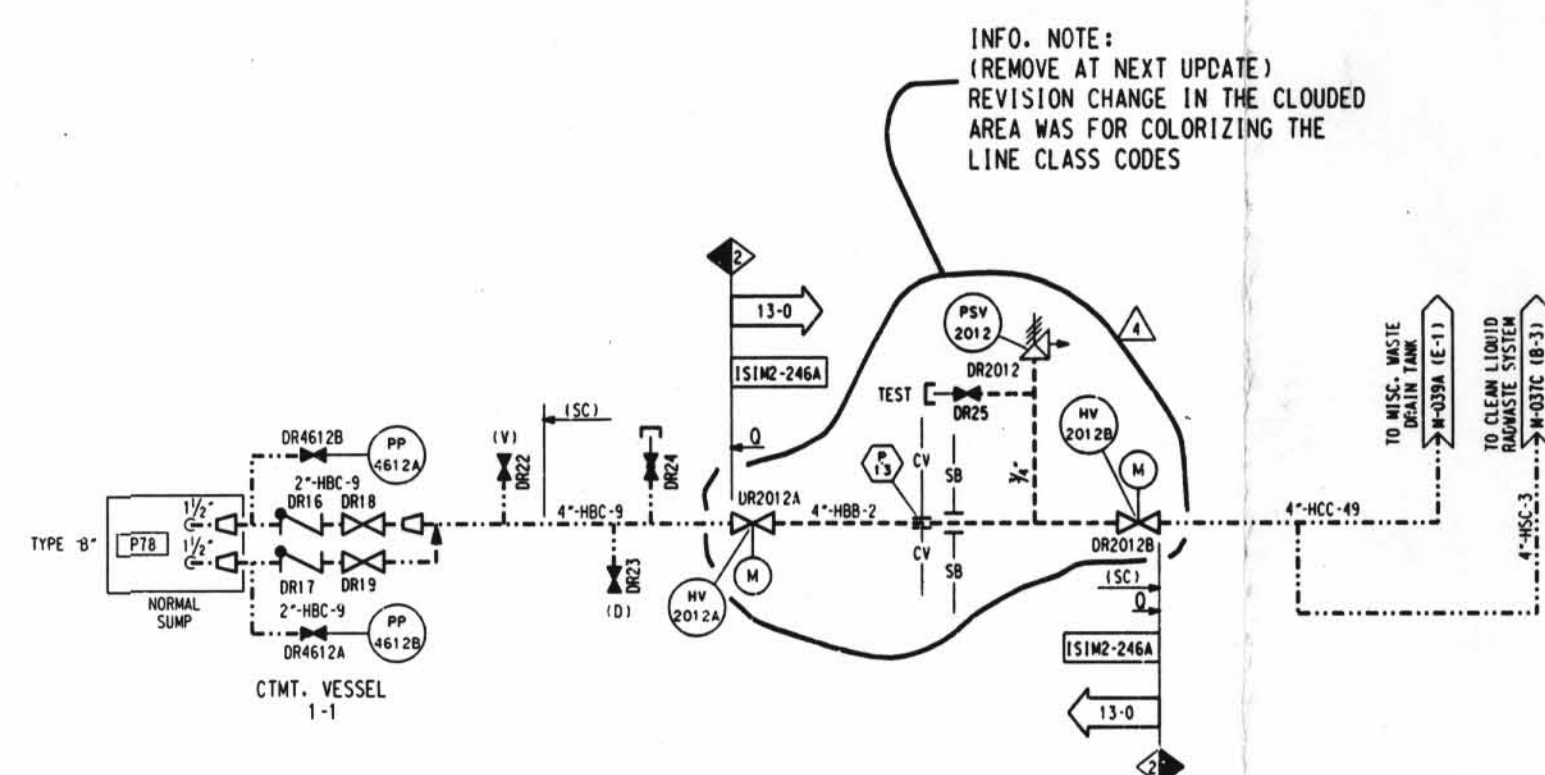 INFO. NOTE:
(REMOVE AT NEXT UPDATE)
REVISION CHANGE IN THE CLOUDED
AREA WAS FOR COLORIZING THE
LINE CLASS CODES
2
13-0
ISIM2-246A
Q
(SC)
PSV
2012
4
DR2012
TEST
DR25
HV
2012B
M
P
13
CV
SB
3/4"
DR4612B
PP
4612A
(V)
DR22
DR24
2"-HBC-9
DR16
DR18
1 1/2"
TYPE "B"
P78
1 1/2"
4"-HBC-9
DR2012A
4"-HBB-2
4"-HCC-49
DR17
DR19
NORMAL
SUMP
2"-HBC-9
DR4612A
PP
4612B
DR23
(D)
HV
2012A
M
CV
SB
DR2012B
(SC)
Q
ISIM2-246A
13-0
2
CTMT. VESSEL
1-1
TO MISC. WASTE
DRAIN TANK
M-039A (E-1)
TO CLEAN LIQUID
RADWASTE SYSTEM
M-037C (B-3)
4"-HSC-3